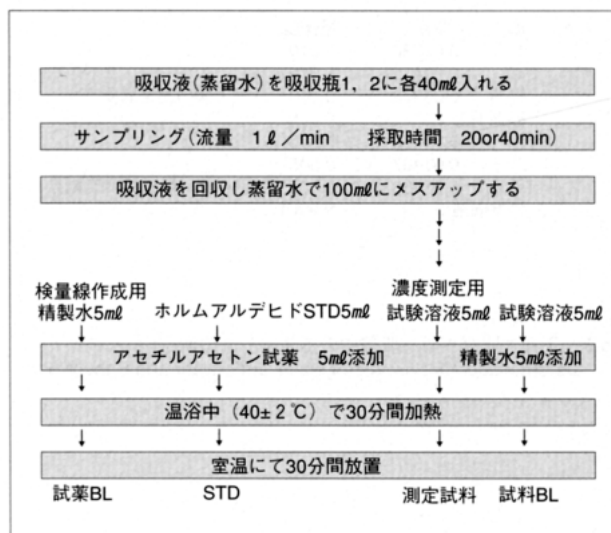 吸収液(蒸留水)を吸収瓶1，2に各40mℓ入れる
サンプリング(流量　1ℓ／min　　採取時間　20or40min)
吸収液を回収し蒸留水で100mℓにメスアップする
検量線作成用　　濃度測定用
精製水5mℓ　ホルムアルデヒドSTD5mℓ　試験溶液5mℓ　試験溶液5mℓ
アセチルアセトン試薬　5mℓ添加　　精製水5mℓ添加
温浴中（40±2℃）で30分間加熱
室温にて30分間放置
試薬BL　　STD　　測定試料　　試料BL